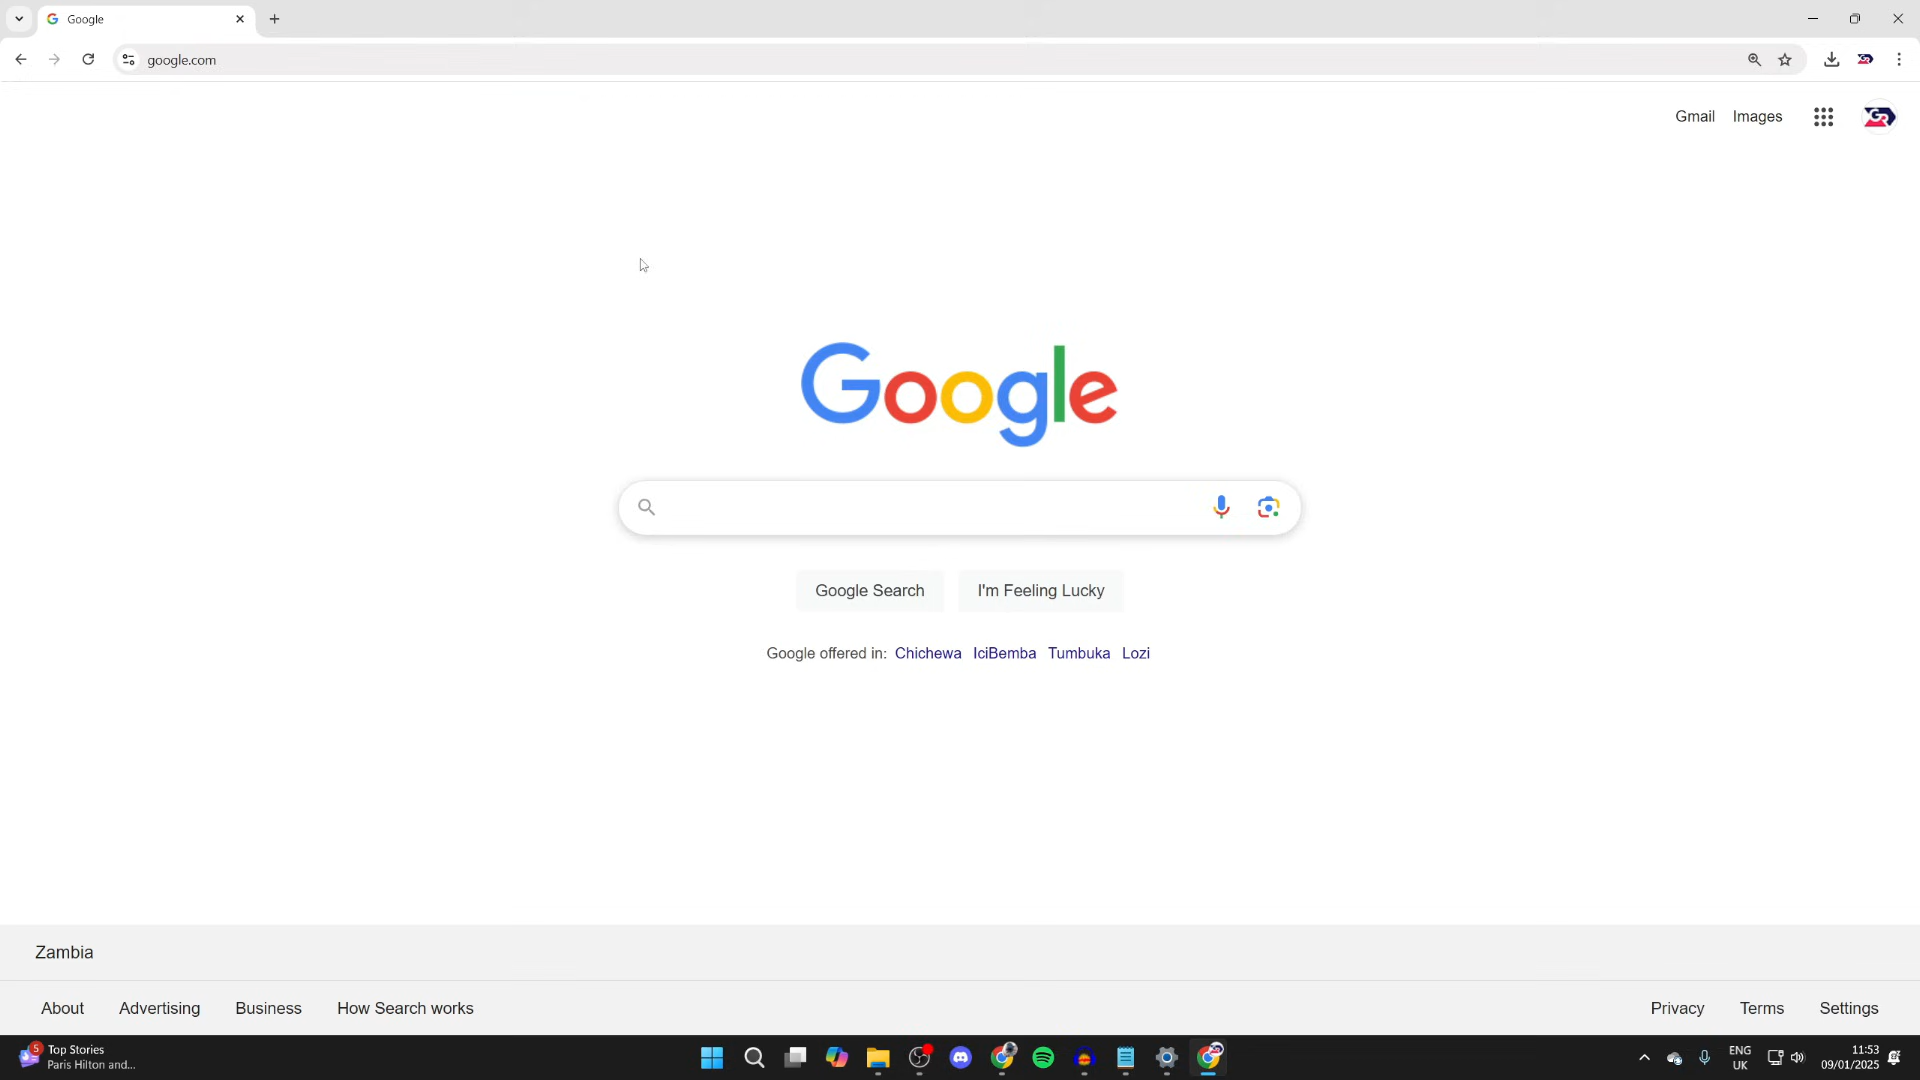 Google
google.com
Gmail Images
Google
Google Search I'm Feeling Lucky
Google offered in: Chichewa IciBemba Tumbuka Lozi
Zambia
About Advertising Business How Search works Privacy Terms Settings
5 Top Stories
Paris Hilton and...
ENG
UK
11:53
09/01/2025